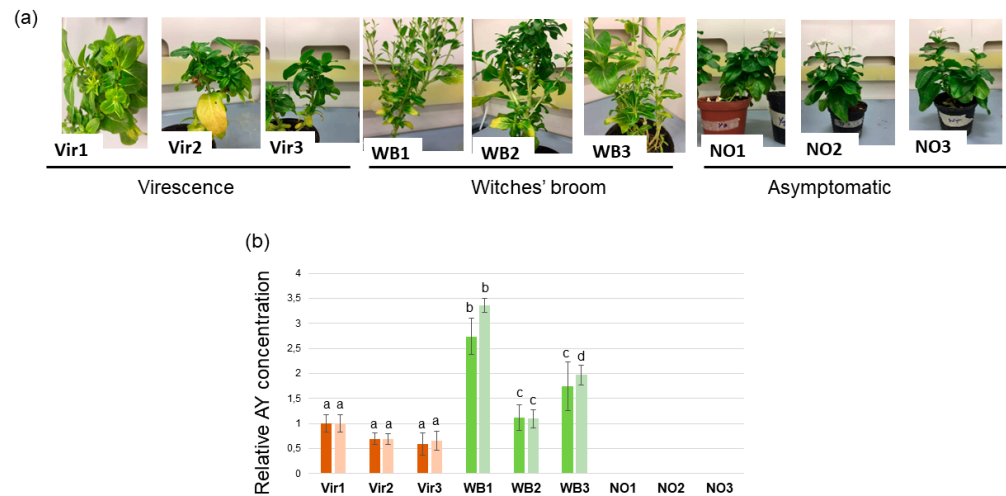 (a)
Vir1 Vir2 Vir3 WB1 WB2 WB3 NO1 NO2 NO3
Virescence Witches' broom Asymptomatic
(b)
Relative AY concentration
4
3,5
3
2,5
2
1,5
1
0,5
0
a a a a a a b b c c c d
Vir1 Vir2 Vir3 WB1 WB2 WB3 NO1 NO2 NO3